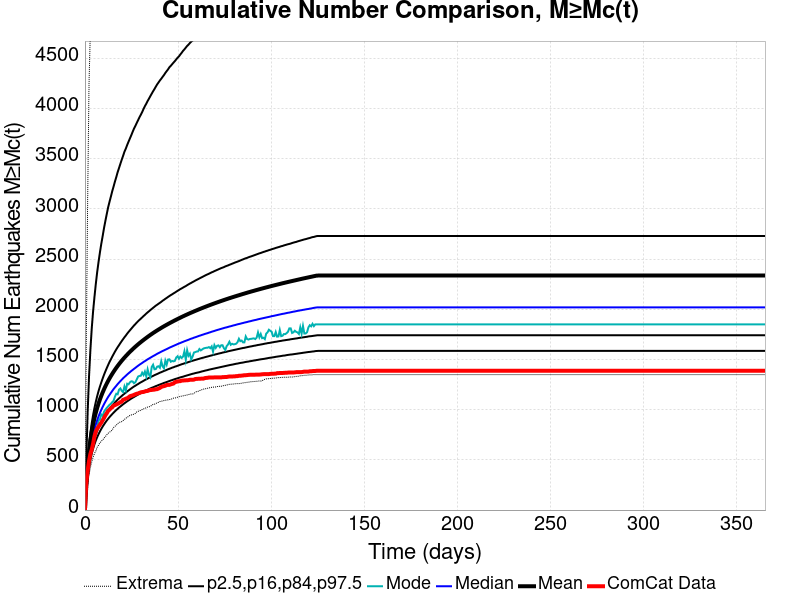 Cumulative Number Comparison, M≥Mc(t)
Cumulative Num Earthquakes M≥Mc(t)
4500
4000
3500
3000
2500
2000
1500
1000
500
0
0 50 100 150 200 250 300 350
Time (days)
Extrema p2.5,p16,p84,p97.5 Mode Median Mean ComCat Data